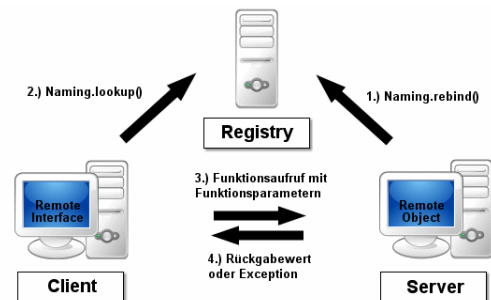 2.) Naming.lookup()
1.) Naming.rebind()
Registry
3.) Funktionsaufruf mit
Funktionsparametern
Remote
Interface
Remote
Object
4.) Rückgabewert
oder Exception
Client
Server